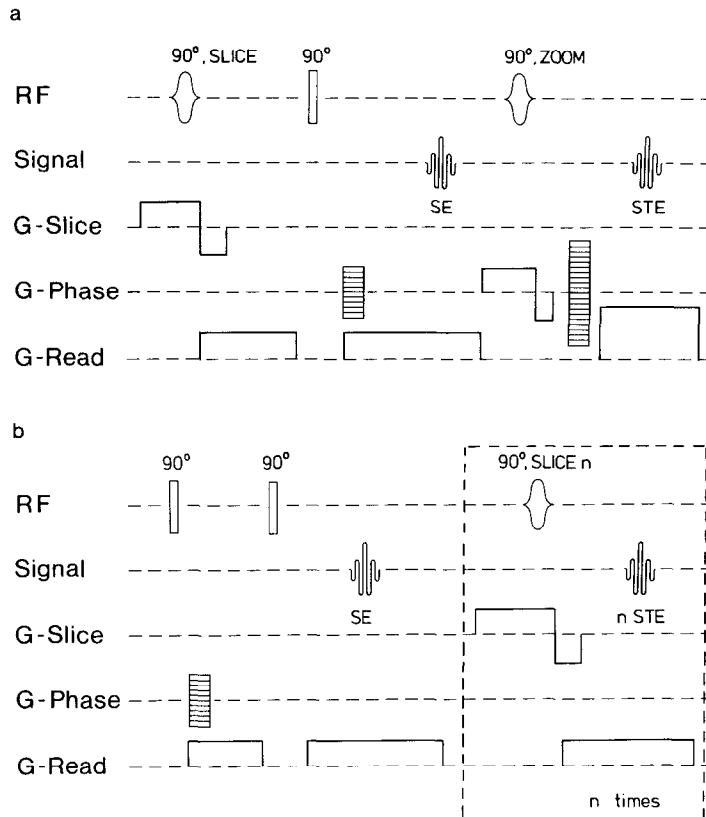 a
90°, SLICE 90° 90°, ZOOM
RF
Signal
SE STE
G-Slice
G-Phase
G-Read
b
90° 90° 90°, SLICE n
RF
Signal
SE n STE
G-Slice
G-Phase
G-Read
n times